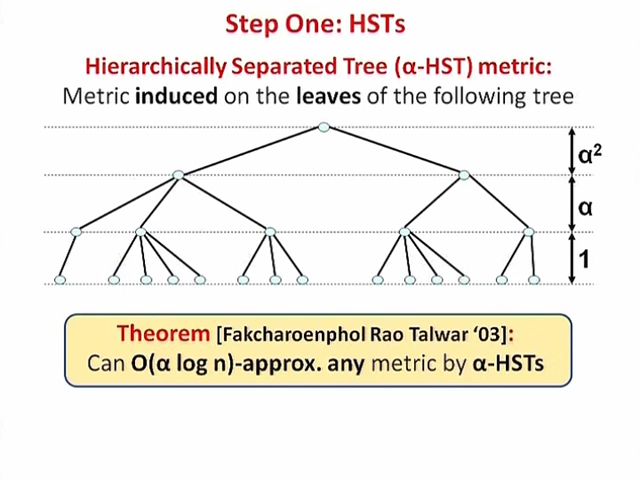 Step One: HSTs
Hierarchically Separated Tree (α-HST) metric:
Metric induced on the leaves of the following tree
α²
α
1
Theorem [Fakcharoenphol Rao Talwar ‘03]:
Can O(α log n)-approx. any metric by α-HSTs